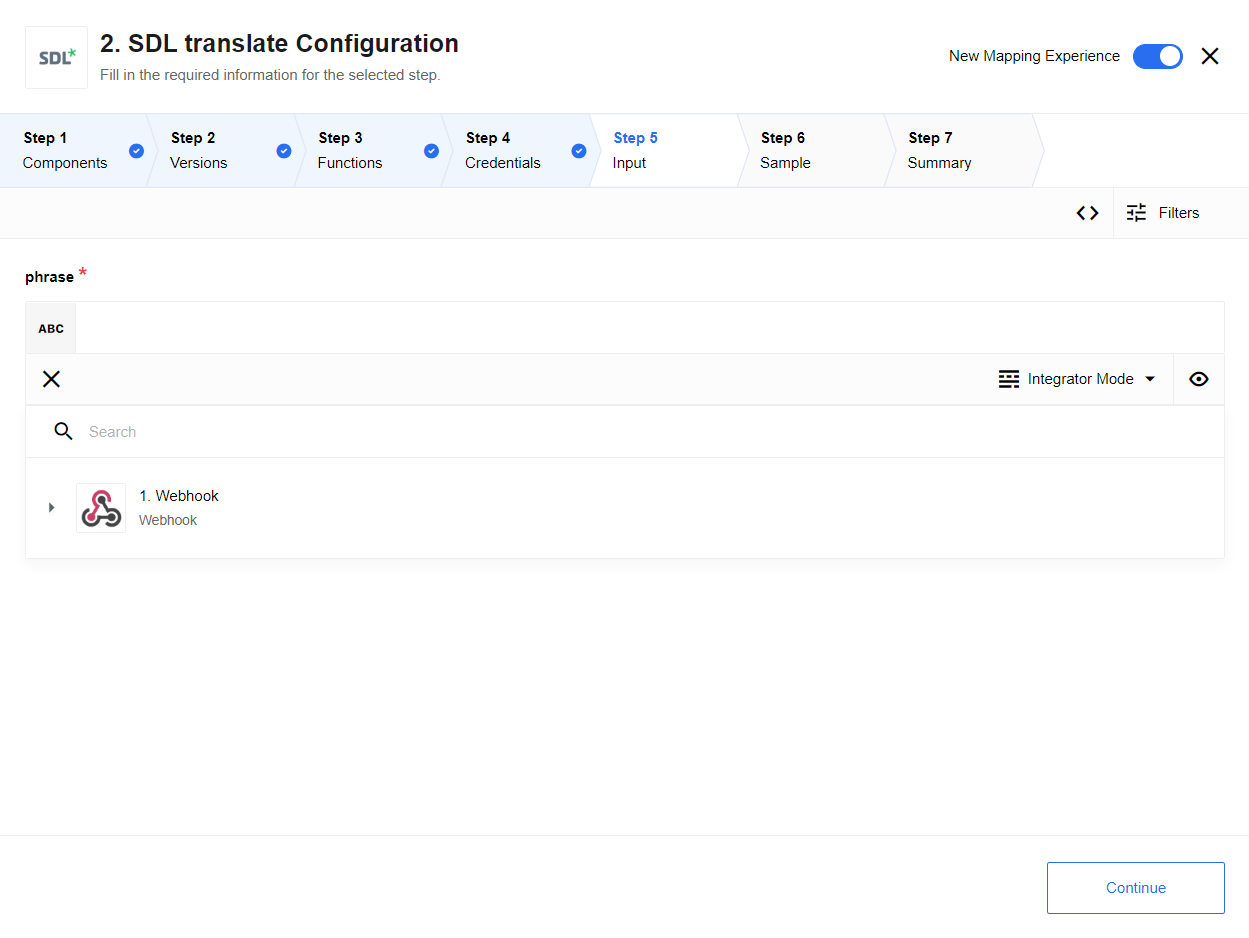 SDL*
2. SDL translate Configuration
Fill in the required information for the selected step.
New Mapping Experience
Step 1
Components
Step 2
Versions
Step 3
Functions
Step 4
Credentials
Step 5
Input
Step 6
Sample
Step 7
Summary
Filters
phrase *
ABC
Integrator Mode
Search
1. Webhook
Webhook
Continue